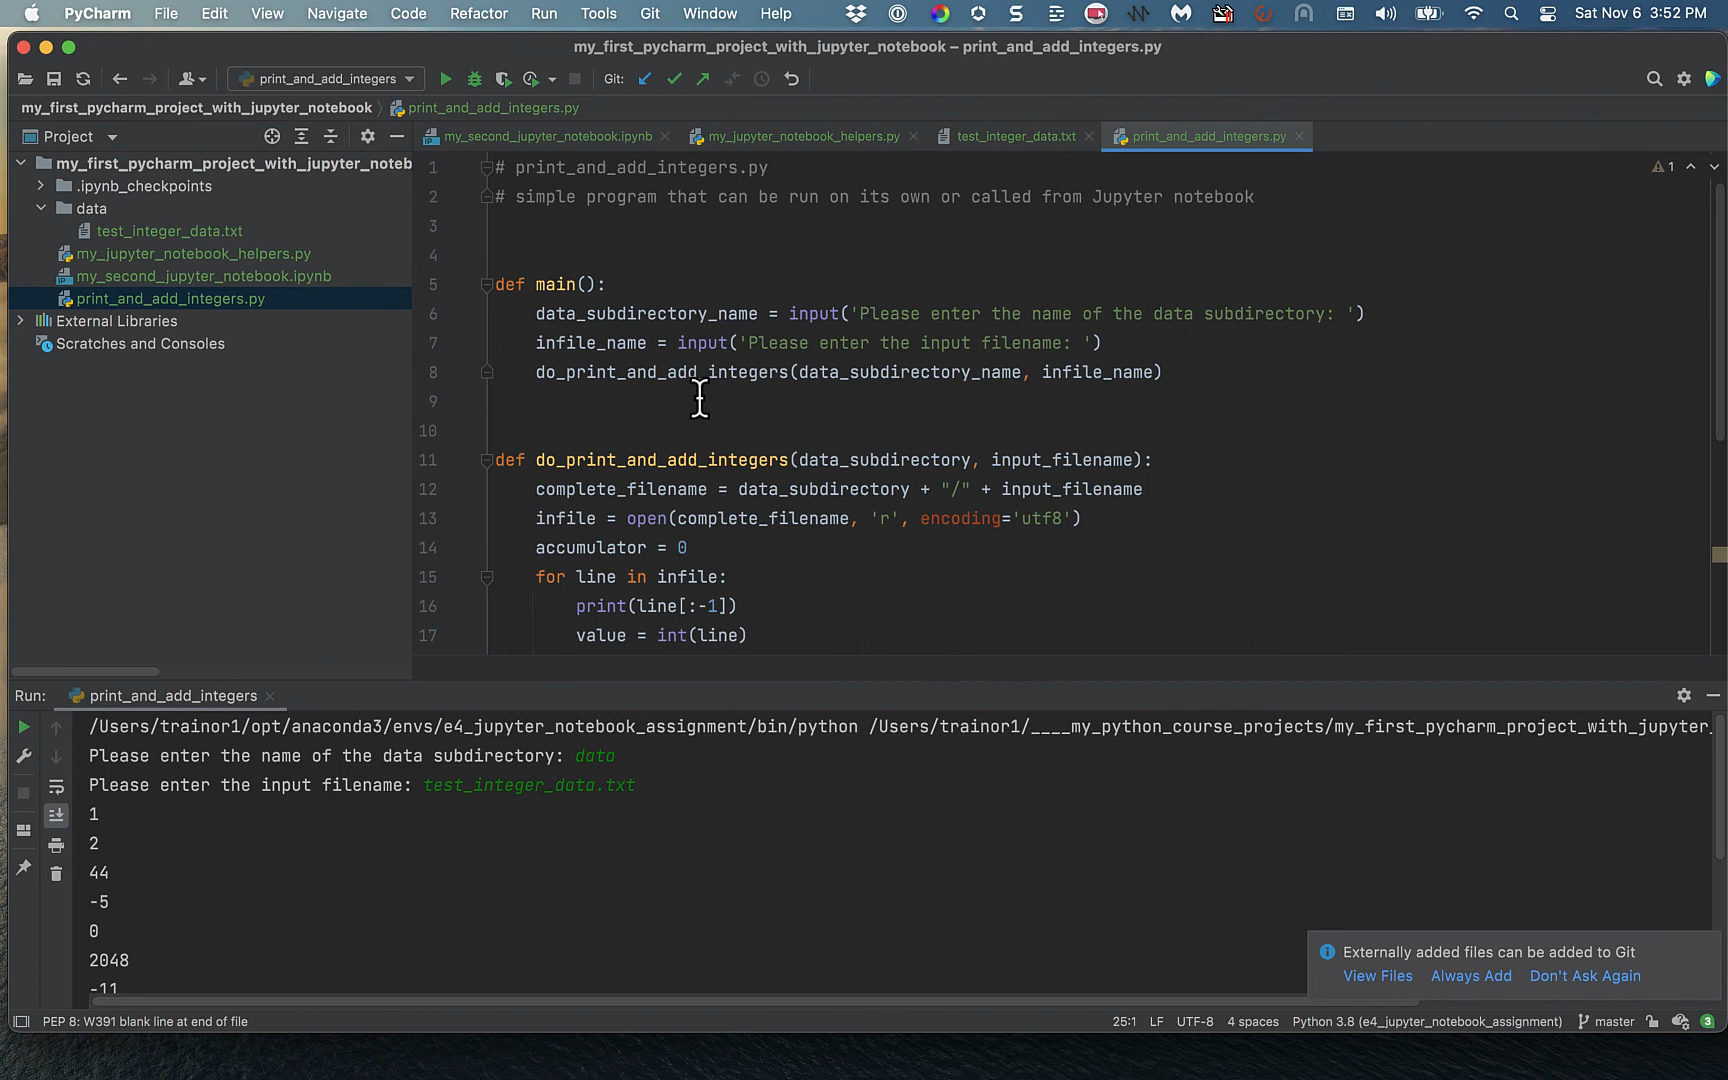 PyCharm File Edit View Navigate Code Refactor Run Tools Git Window Help Sat Nov 6 3:52 PM
my_first_pycharm_project_with_jupyter_notebook – print_and_add_integers.py
print_and_add_integers Git:
my_first_pycharm_project_with_jupyter_notebook print_and_add_integers.py
Project
my_second_jupyter_notebook.ipynb my_jupyter_notebook_helpers.py test_integer_data.txt print_and_add_integers.py
my_first_pycharm_project_with_jupyter_noteb
.ipynb_checkpoints
data
test_integer_data.txt
my_jupyter_notebook_helpers.py
my_second_jupyter_notebook.ipynb
print_and_add_integers.py
External Libraries
Scratches and Consoles
1
1 # print_and_add_integers.py
2 # simple program that can be run on its own or called from Jupyter notebook
3
4
5 def main():
6 data_subdirectory_name = input('Please enter the name of the data subdirectory: ')
7 infile_name = input('Please enter the input filename: ')
8 do_print_and_add_integers(data_subdirectory_name, infile_name)
9
10
11 def do_print_and_add_integers(data_subdirectory, input_filename):
12 complete_filename = data_subdirectory + "/" + input_filename
13 infile = open(complete_filename, 'r', encoding='utf8')
14 accumulator = 0
15 for line in infile:
16 print(line[:-1])
17 value = int(line)
Run: print_and_add_integers
/Users/trainor1/opt/anaconda3/envs/e4_jupyter_notebook_assignment/bin/python /Users/trainor1/____my_python_course_projects/my_first_pycharm_project_with_jupyter_
Please enter the name of the data subdirectory: data
Please enter the input filename: test_integer_data.txt
1
2
44
-5
0
2048
-11
Externally added files can be added to Git
View Files Always Add Don't Ask Again
PEP 8: W391 blank line at end of file 25:1 LF UTF-8 4 spaces Python 3.8 (e4_jupyter_notebook_assignment) master 3